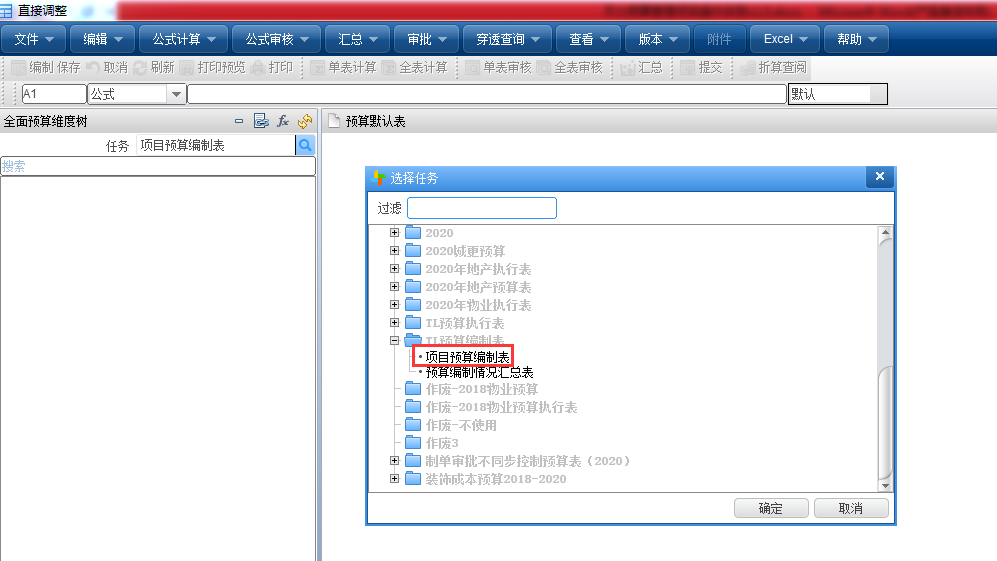 直接调整
文件 编辑 公式计算 公式审核 汇总 审批 穿透查询 查看 版本 附件 Excel 帮助
编制 保存 取消 刷新 打印预览 打印 单表计算 全表计算 单表审核 全表审核 汇总 提交 折算查阅
A1 公式 默认
全面预算维度树 预算默认表
任务 项目预算编制表
搜索
选择任务
过滤
2020
2020城更预算
2020年地产执行表
2020年地产预算表
2020年物业执行表
TL预算执行表
TL预算编制表
项目预算编制表
预算编制情况汇总表
作废-2018物业预算
作废-2018物业预算执行表
作废-不使用
作废3
制单审批不同步控制预算表（2020）
装饰成本预算2018-2020
确定 取消